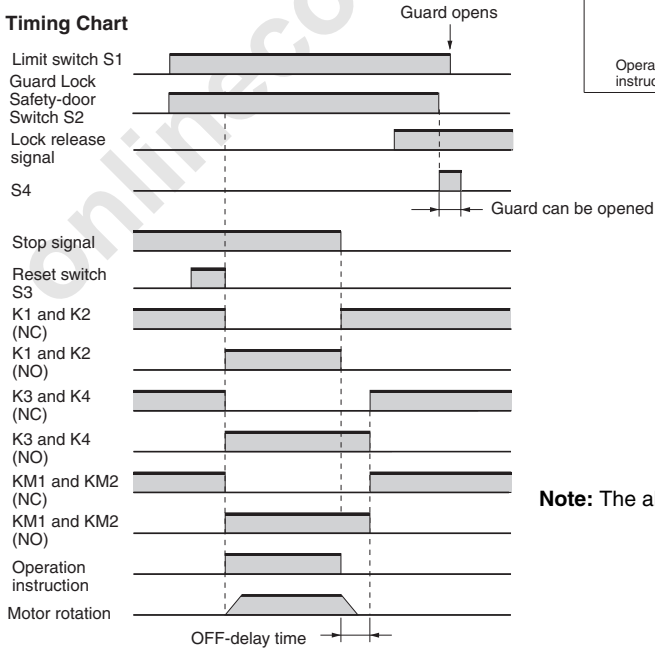 Timing Chart
Guard opens
Limit switch S1
Guard Lock
Safety-door
Switch S2
Lock release
signal
S4
Guard can be opened
Stop signal
Reset switch
S3
K1 and K2
(NC)
K1 and K2
(NO)
K3 and K4
(NC)
K3 and K4
(NO)
KM1 and KM2
(NC)
KM1 and KM2
(NO)
Operation
instruction
Motor rotation
OFF-delay time
Note: The a
onlineco